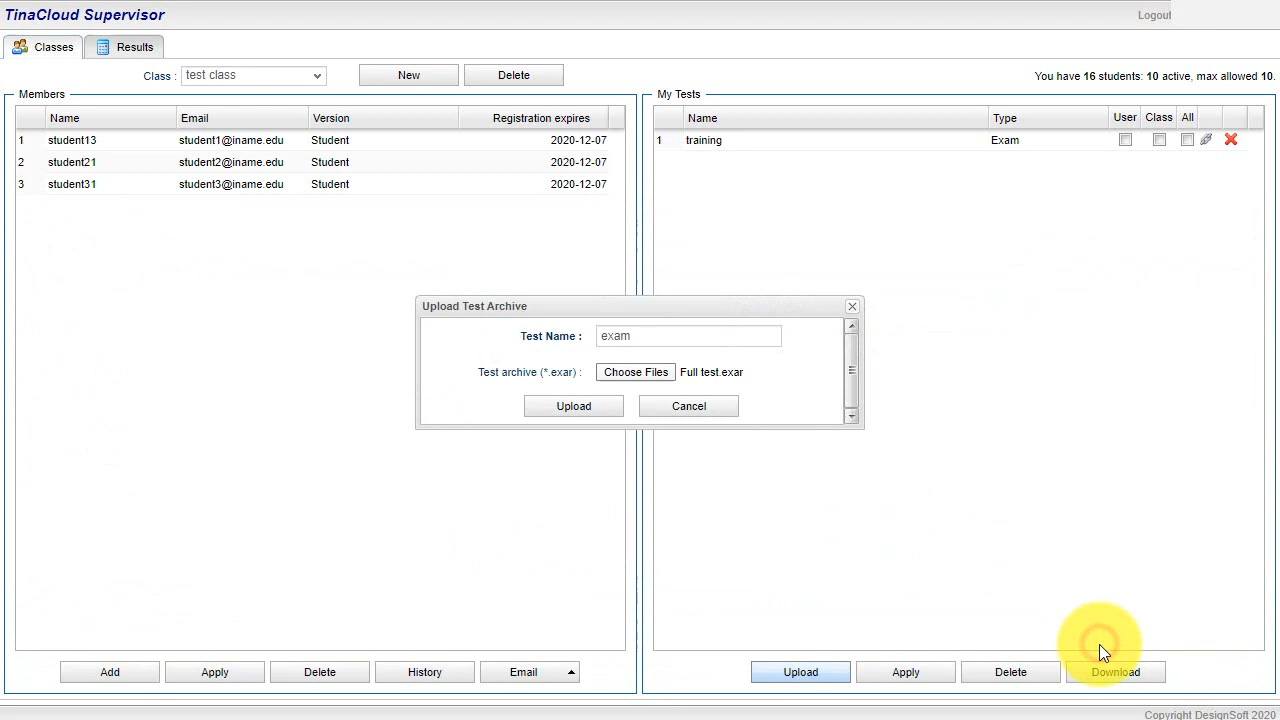 TinaCloud Supervisor
Logout
Classes Results
Class : test class New Delete You have 16 students: 10 active, max allowed 10.
Members
Name Email Version Registration expires
1 student13 student1@iname.edu Student 2020-12-07
2 student21 student2@iname.edu Student 2020-12-07
3 student31 student3@iname.edu Student 2020-12-07
Add Apply Delete History Email
My Tests
Name Type User Class All
1 training Exam
Upload Apply Delete Download
Upload Test Archive
Test Name : exam
Test archive (*.exar) : Choose Files Full test.exar
Upload Cancel
Copyright DesignSoft 2020